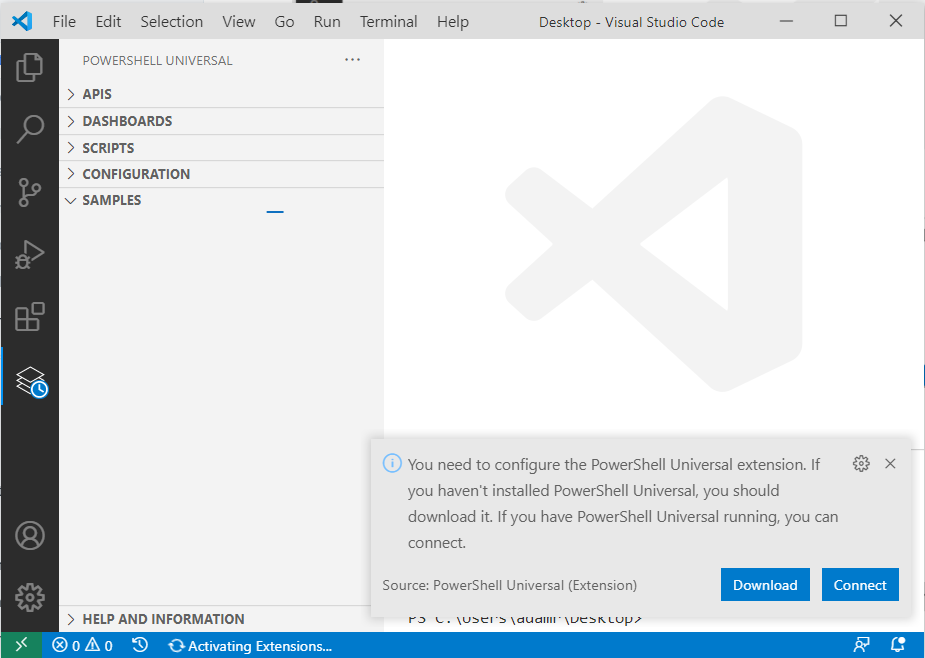 File Edit Selection View Go Run Terminal Help Desktop - Visual Studio Code
POWERSHELL UNIVERSAL
APIS
DASHBOARDS
SCRIPTS
CONFIGURATION
SAMPLES
You need to configure the PowerShell Universal extension. If
you haven't installed PowerShell Universal, you should
download it. If you have PowerShell Universal running, you can
connect.
Source: PowerShell Universal (Extension)
Download Connect
HELP AND INFORMATION
PS C:\Users\adamr\Desktop>
0 0 Activating Extensions...